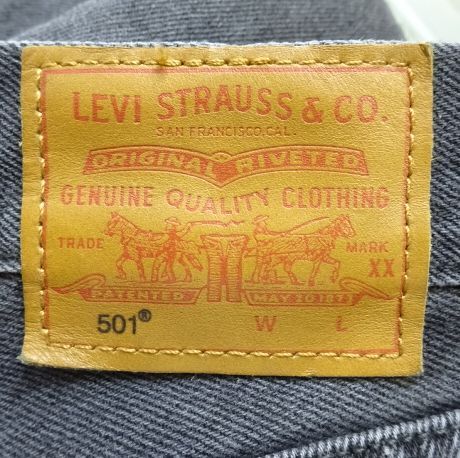 LEVI STRAUSS & CO.
SAN FRANCISCO, CAL.
ORIGINAL RIVETED
GENUINE QUALITY CLOTHING
TRADE MARK
XX
PATENTED MAY 20 1873
501® W L